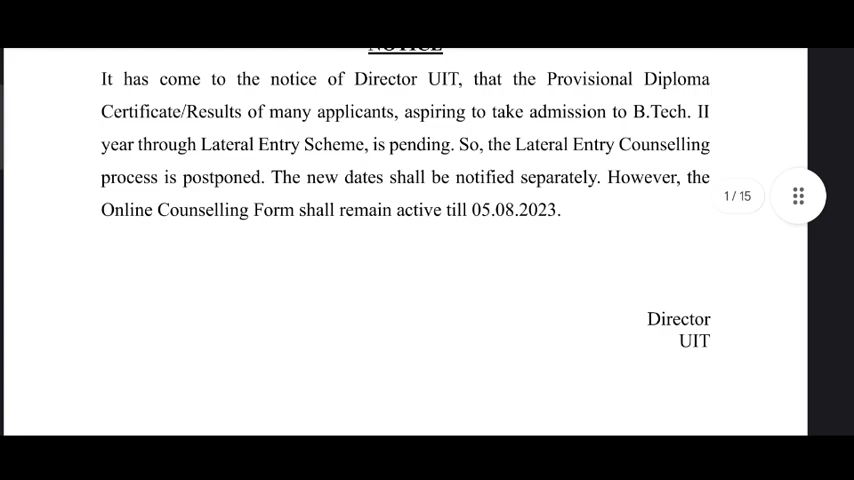 NOTICE
It has come to the notice of Director UIT, that the Provisional Diploma
Certificate/Results of many applicants, aspiring to take admission to B.Tech. II
year through Lateral Entry Scheme, is pending. So, the Lateral Entry Counselling
process is postponed. The new dates shall be notified separately. However, the
Online Counselling Form shall remain active till 05.08.2023.
1 / 15
Director
UIT